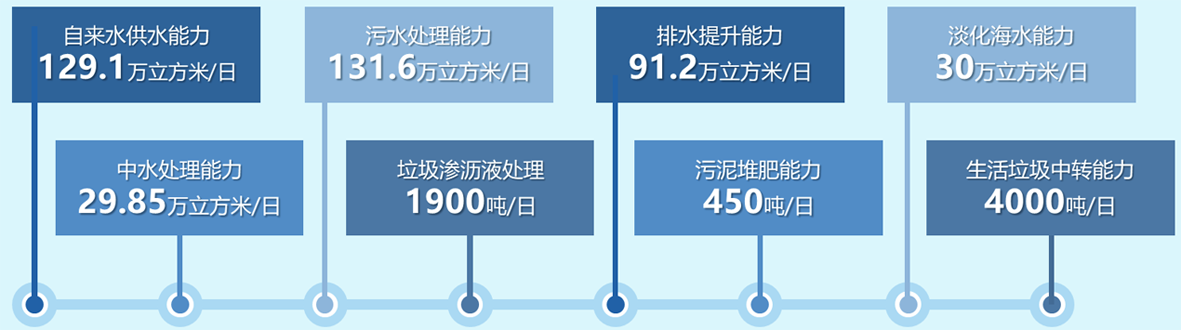 自来水供水能力
129.1万立方米/日
污水处理能力
131.6万立方米/日
排水提升能力
91.2万立方米/日
淡化海水能力
30万立方米/日
中水处理能力
29.85万立方米/日
垃圾渗沥液处理
1900吨/日
污泥堆肥能力
450吨/日
生活垃圾中转能力
4000吨/日